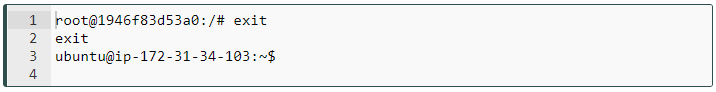 1 root@1946f83d53a0:/# exit
2 exit
3 ubuntu@ip-172-31-34-103:~$
4